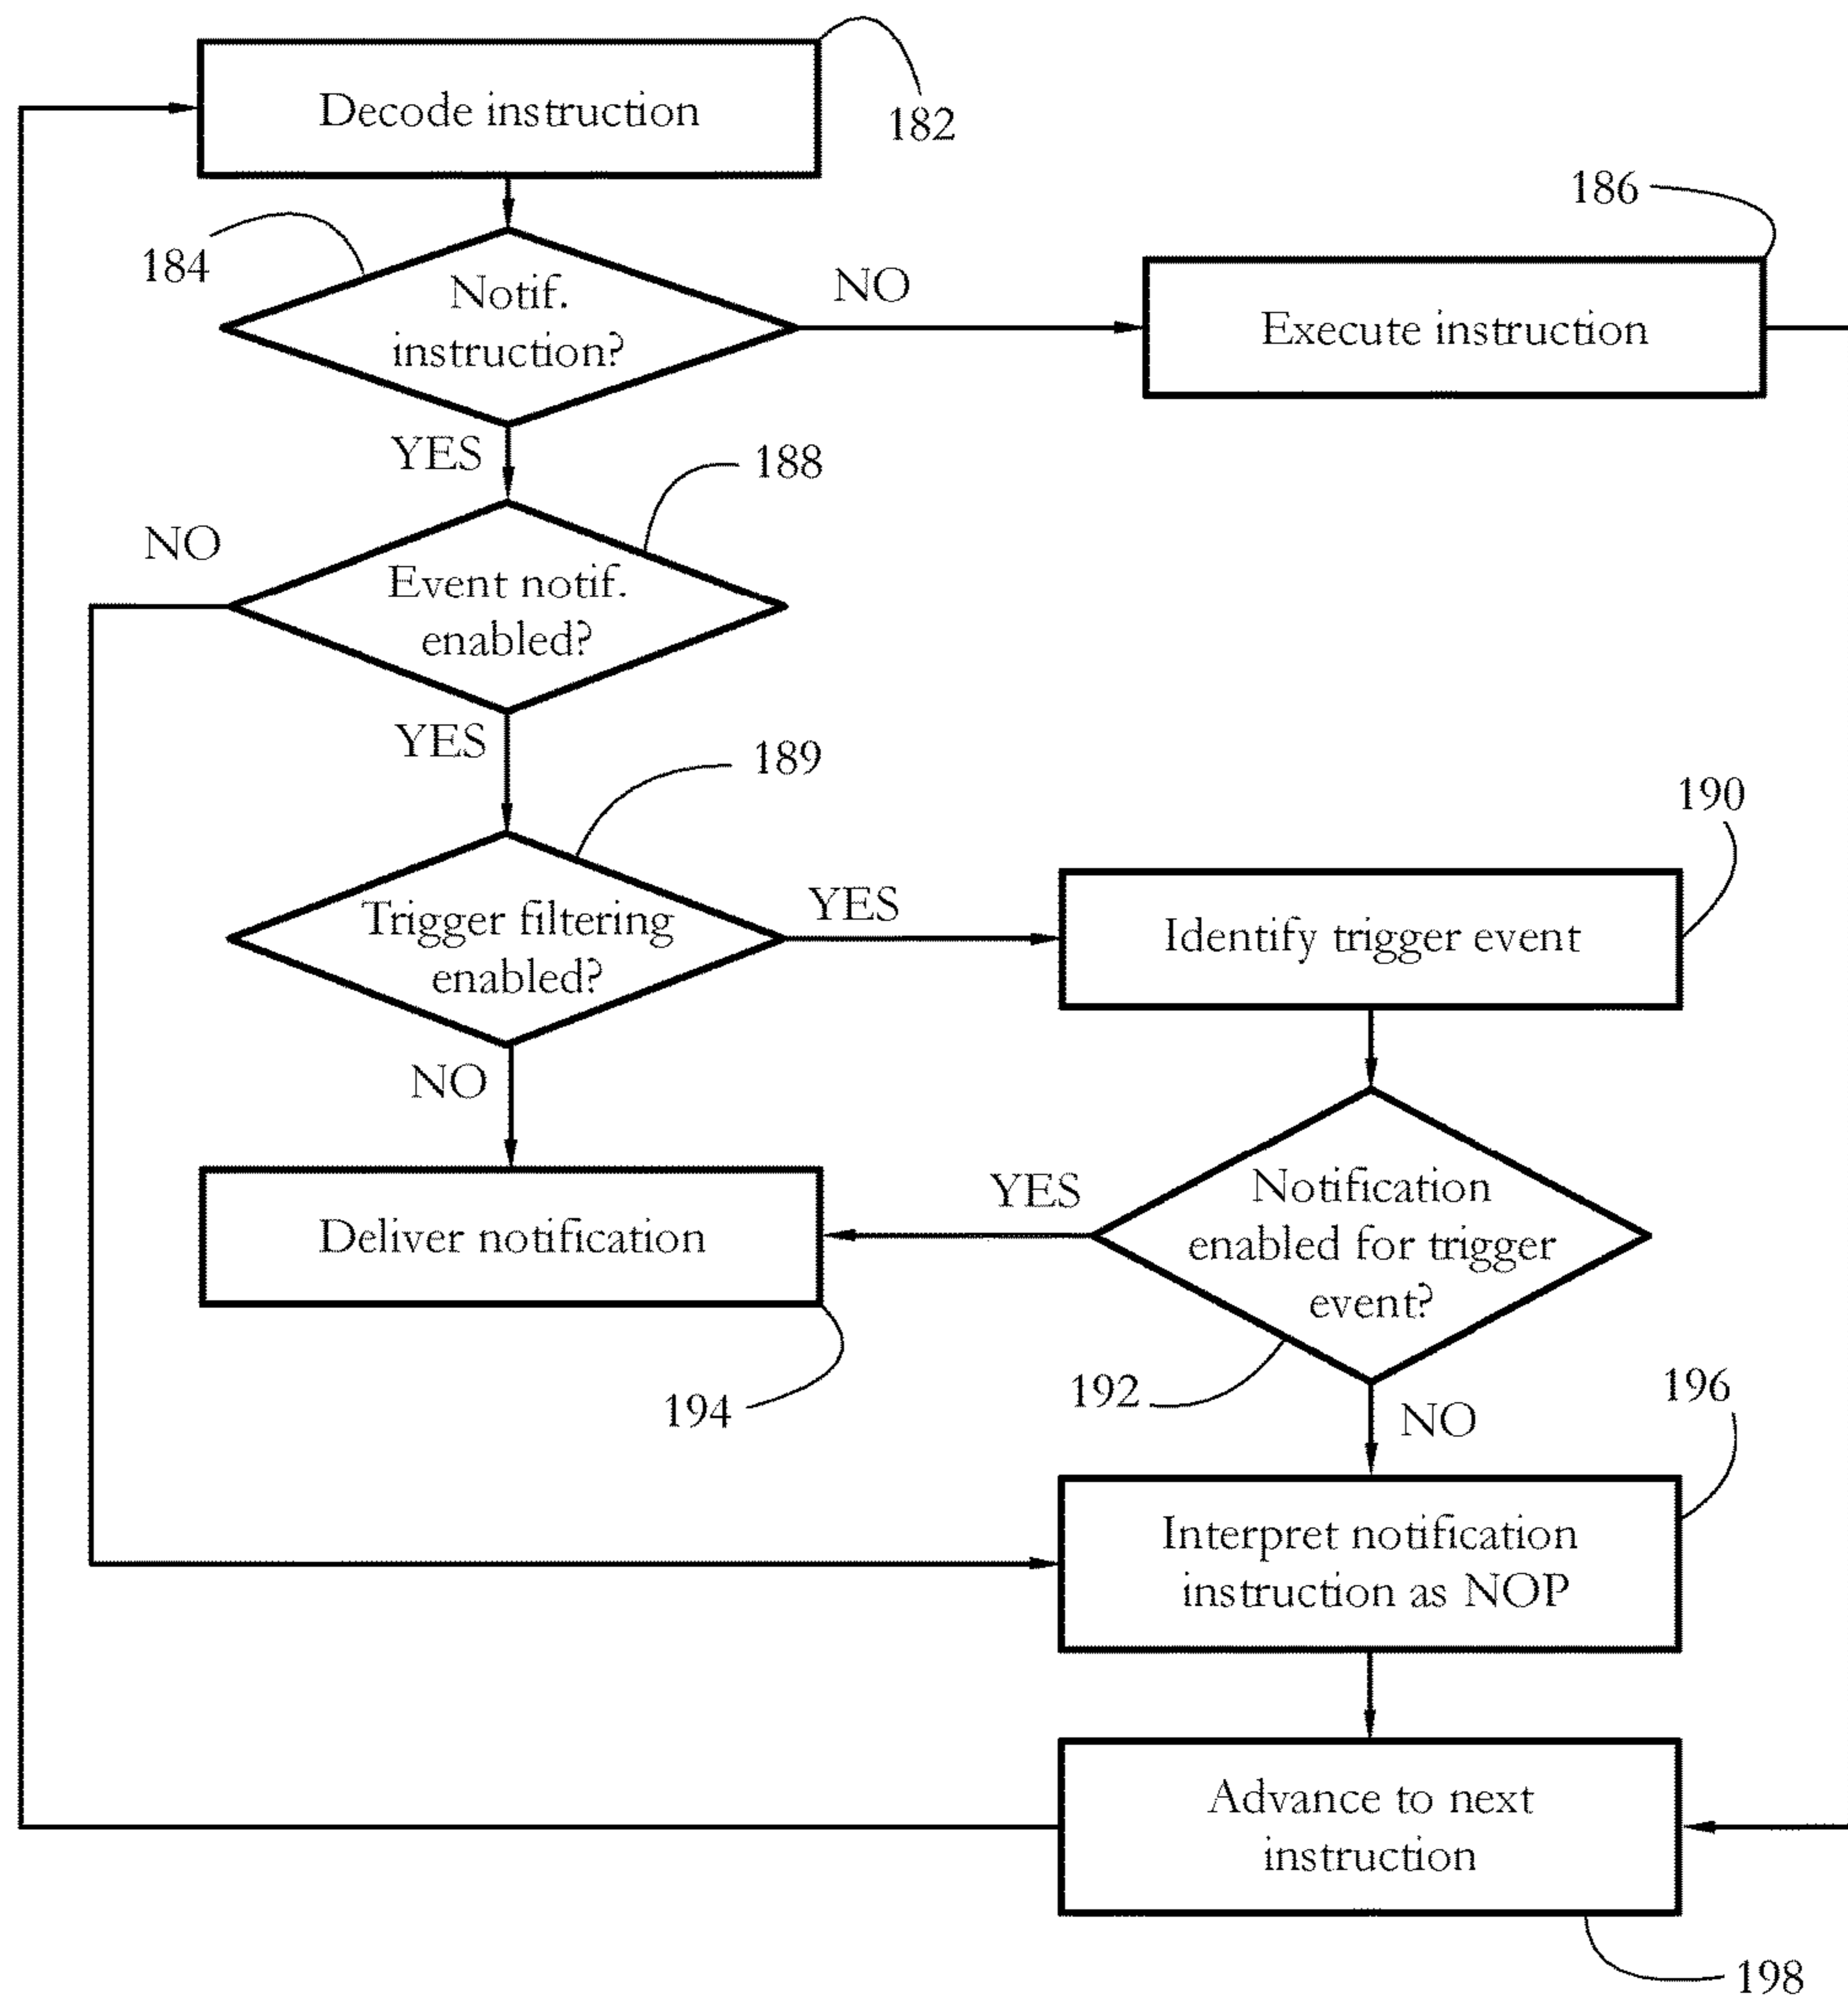 Decode instruction
182
186
184
Notif.
instruction?
NO
Execute instruction
YES
188
NO
Event notif.
enabled?
YES
189
190
Trigger filtering
enabled?
YES
Identify trigger event
NO
Deliver notification
YES
Notification
enabled for trigger
event?
194
192
196
NO
Interpret notification
instruction as NOP
Advance to next
instruction
198